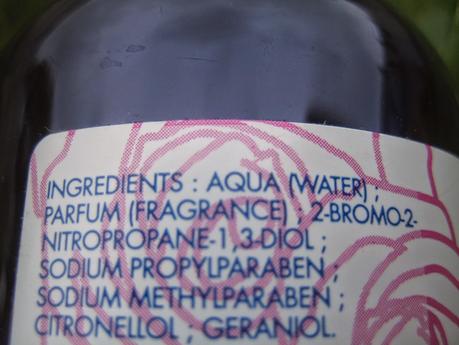 INGREDIENTS : AQUA (WATER) ;
PARFUM (FRAGRANCE) ; 2-BROMO-2-
NITROPROPANE-1,3-DIOL ;
SODIUM PROPYLPARABEN ;
SODIUM METHYLPARABEN ;
CITRONELLOL ; GERANIOL.